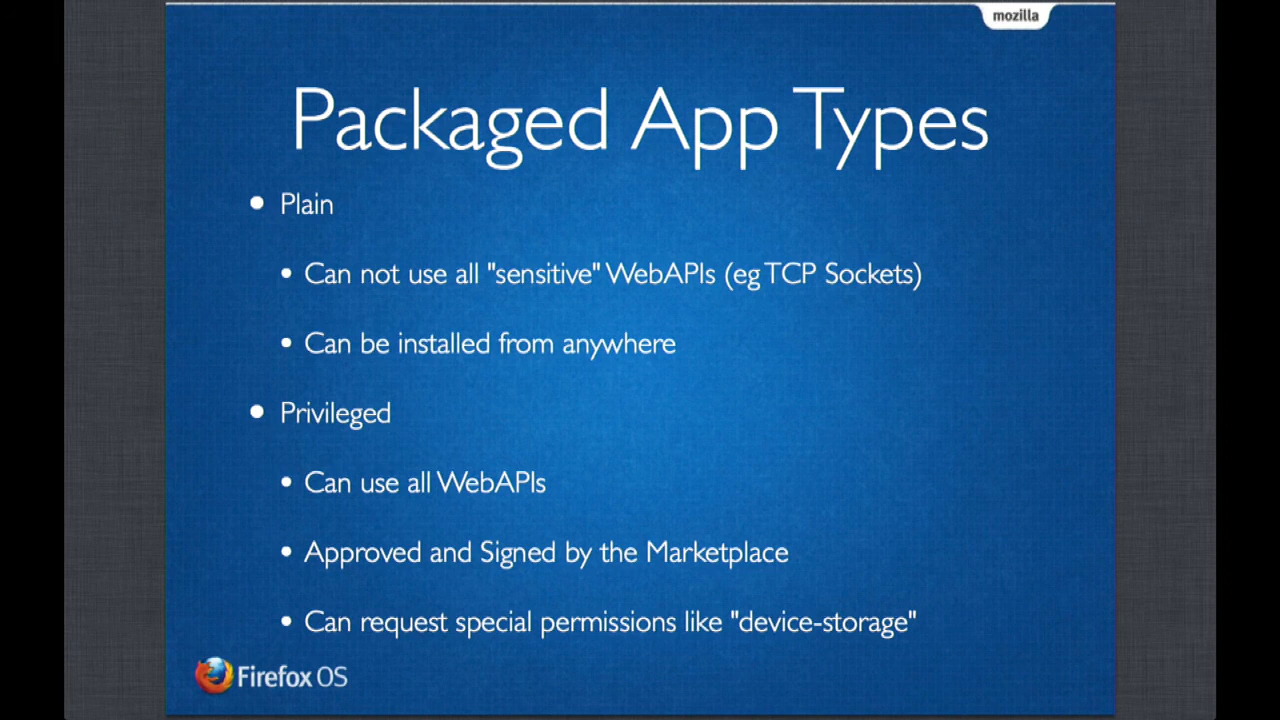 mozilla
Packaged App Types
Plain
Can not use all "sensitive" WebAPIs (eg TCP Sockets)
Can be installed from anywhere
Privileged
Can use all WebAPIs
Approved and Signed by the Marketplace
Can request special permissions like "device-storage"
Firefox OS